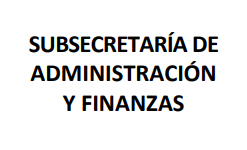 SUBSECRETARÍA DE
ADMINISTRACIÓN
Y FINANZAS